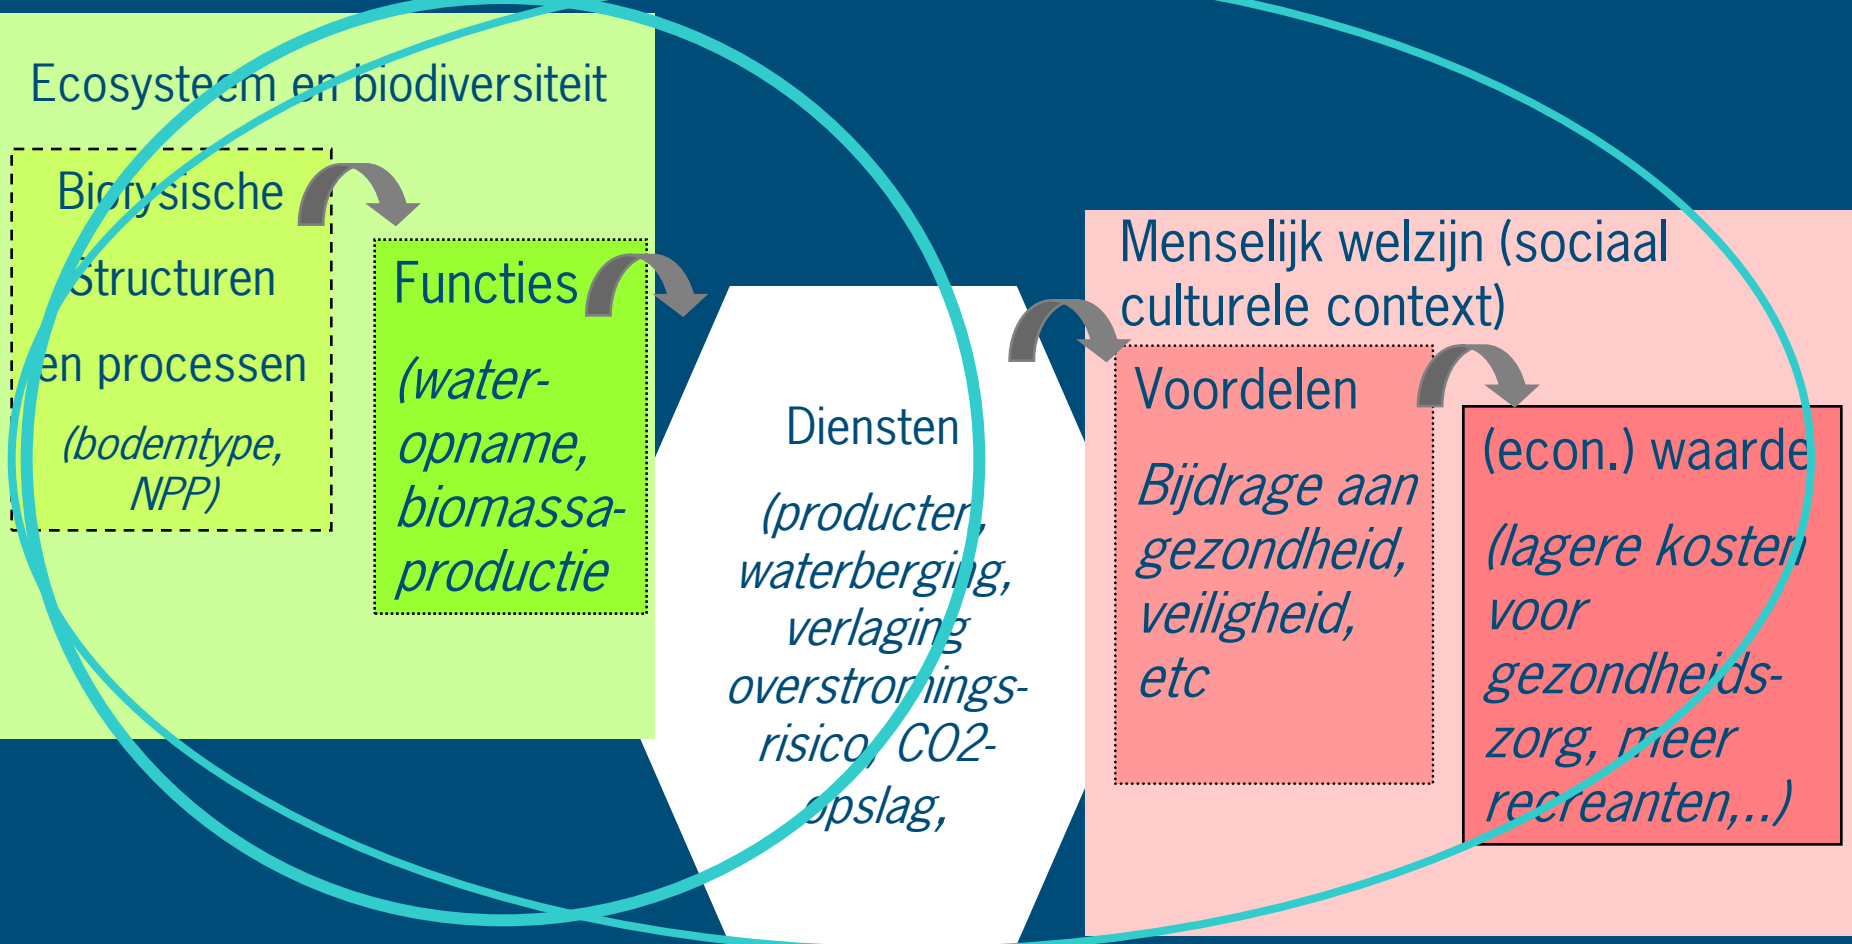 Ecosysteem en biodiversiteit
Biofysische
Structuren
en processen
(bodemtype,
NPP)
Functies
(water-
opname,
biomassa-
productie
Diensten
(producten,
waterberging,
verlaging
overstromings-
risico, CO2-
opslag,
Menselijk welzijn (sociaal
culturele context)
Voordelen
Bijdrage aan
gezondheid,
veiligheid,
etc
(econ.) waarde
(lagere kosten
voor
gezondheids-
zorg, meer
recreanten,..)